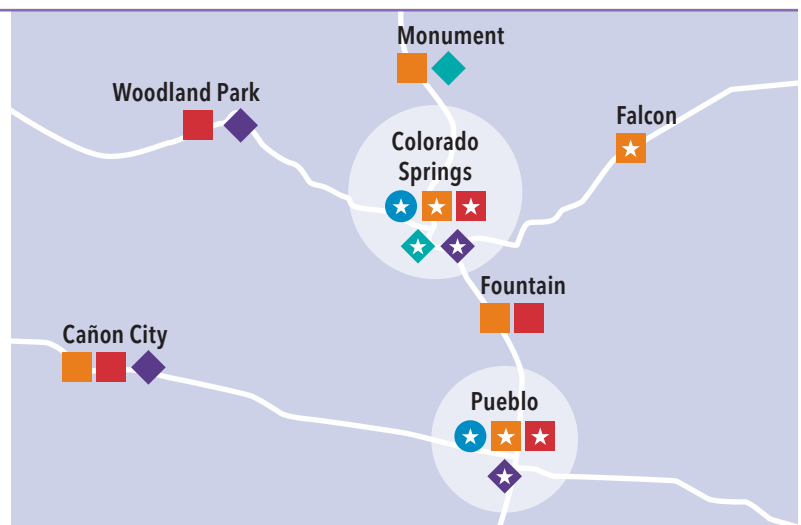 Monument
Woodland Park
Falcon
Colorado
Springs
Fountain
Cañon City
Pueblo